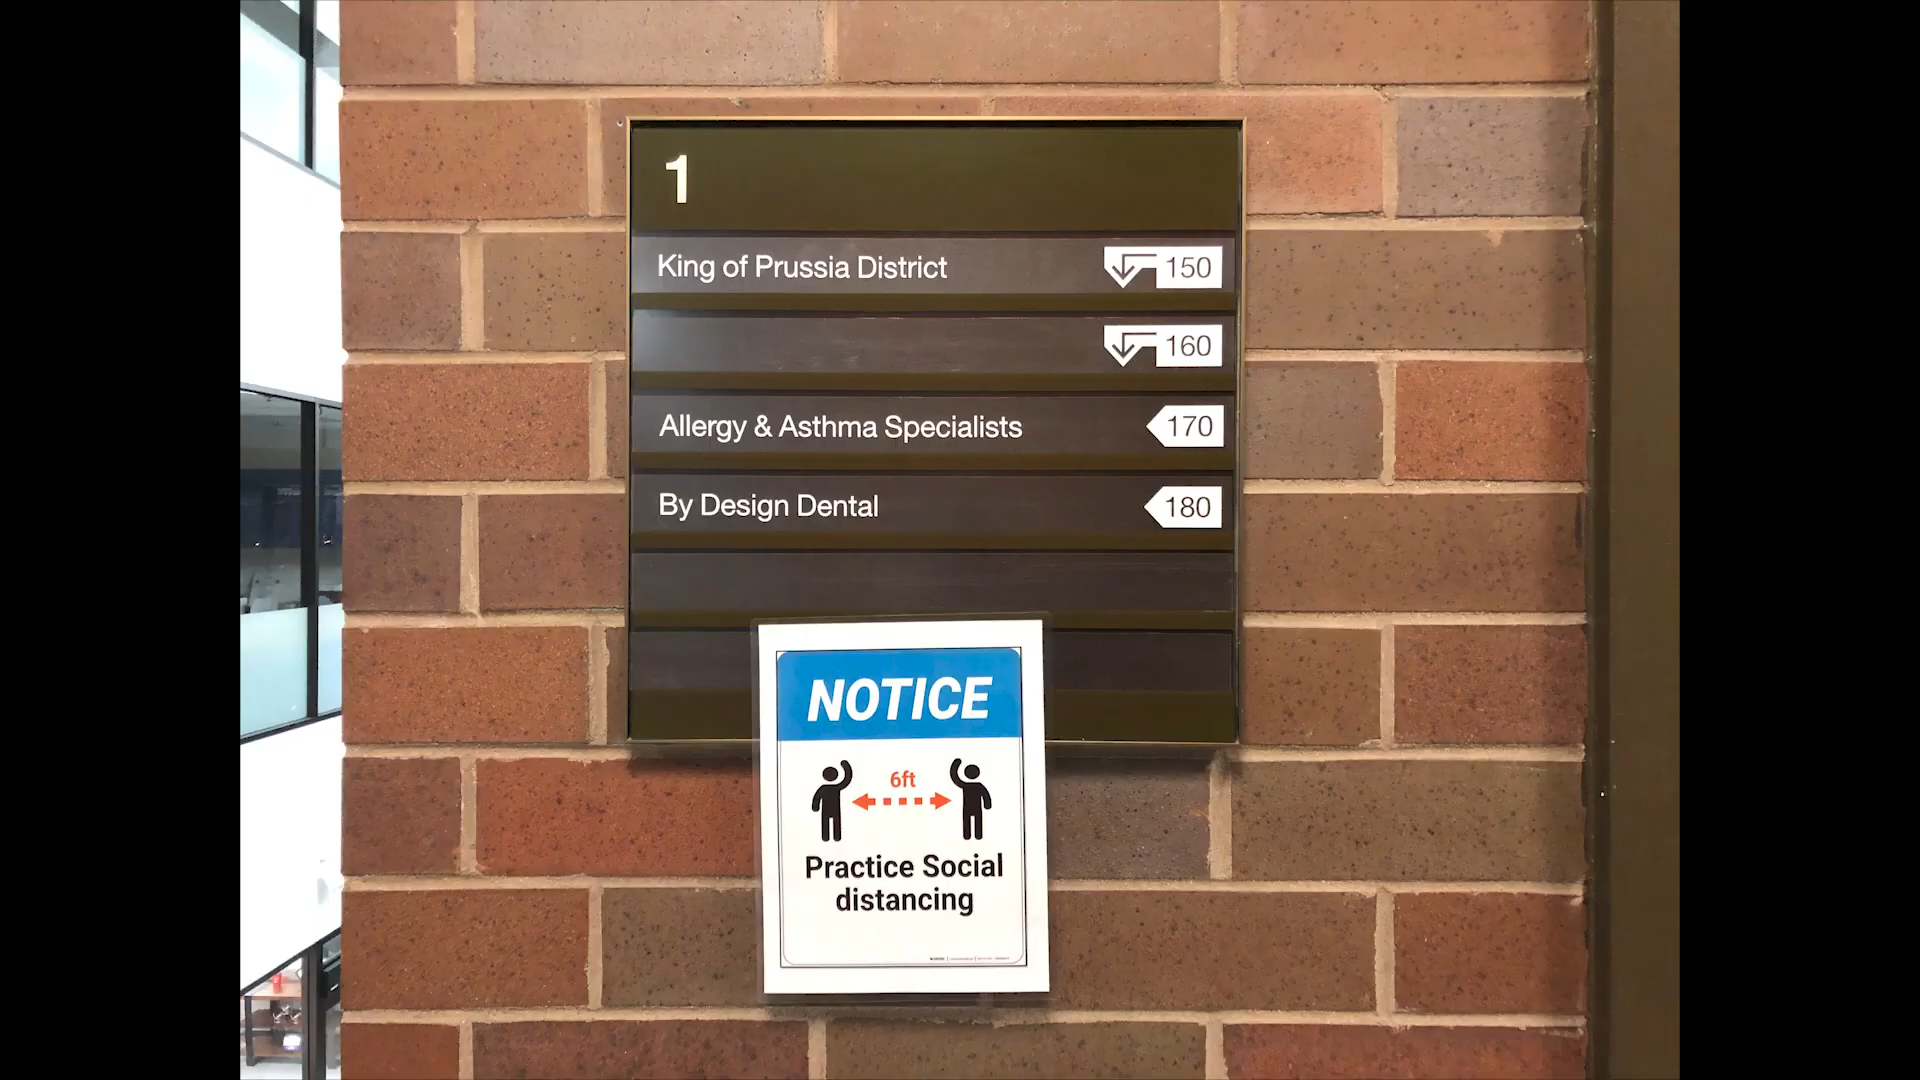 1
King of Prussia District 150
160
Allergy & Asthma Specialists 170
By Design Dental 180
NOTICE
6ft
Practice Social
distancing